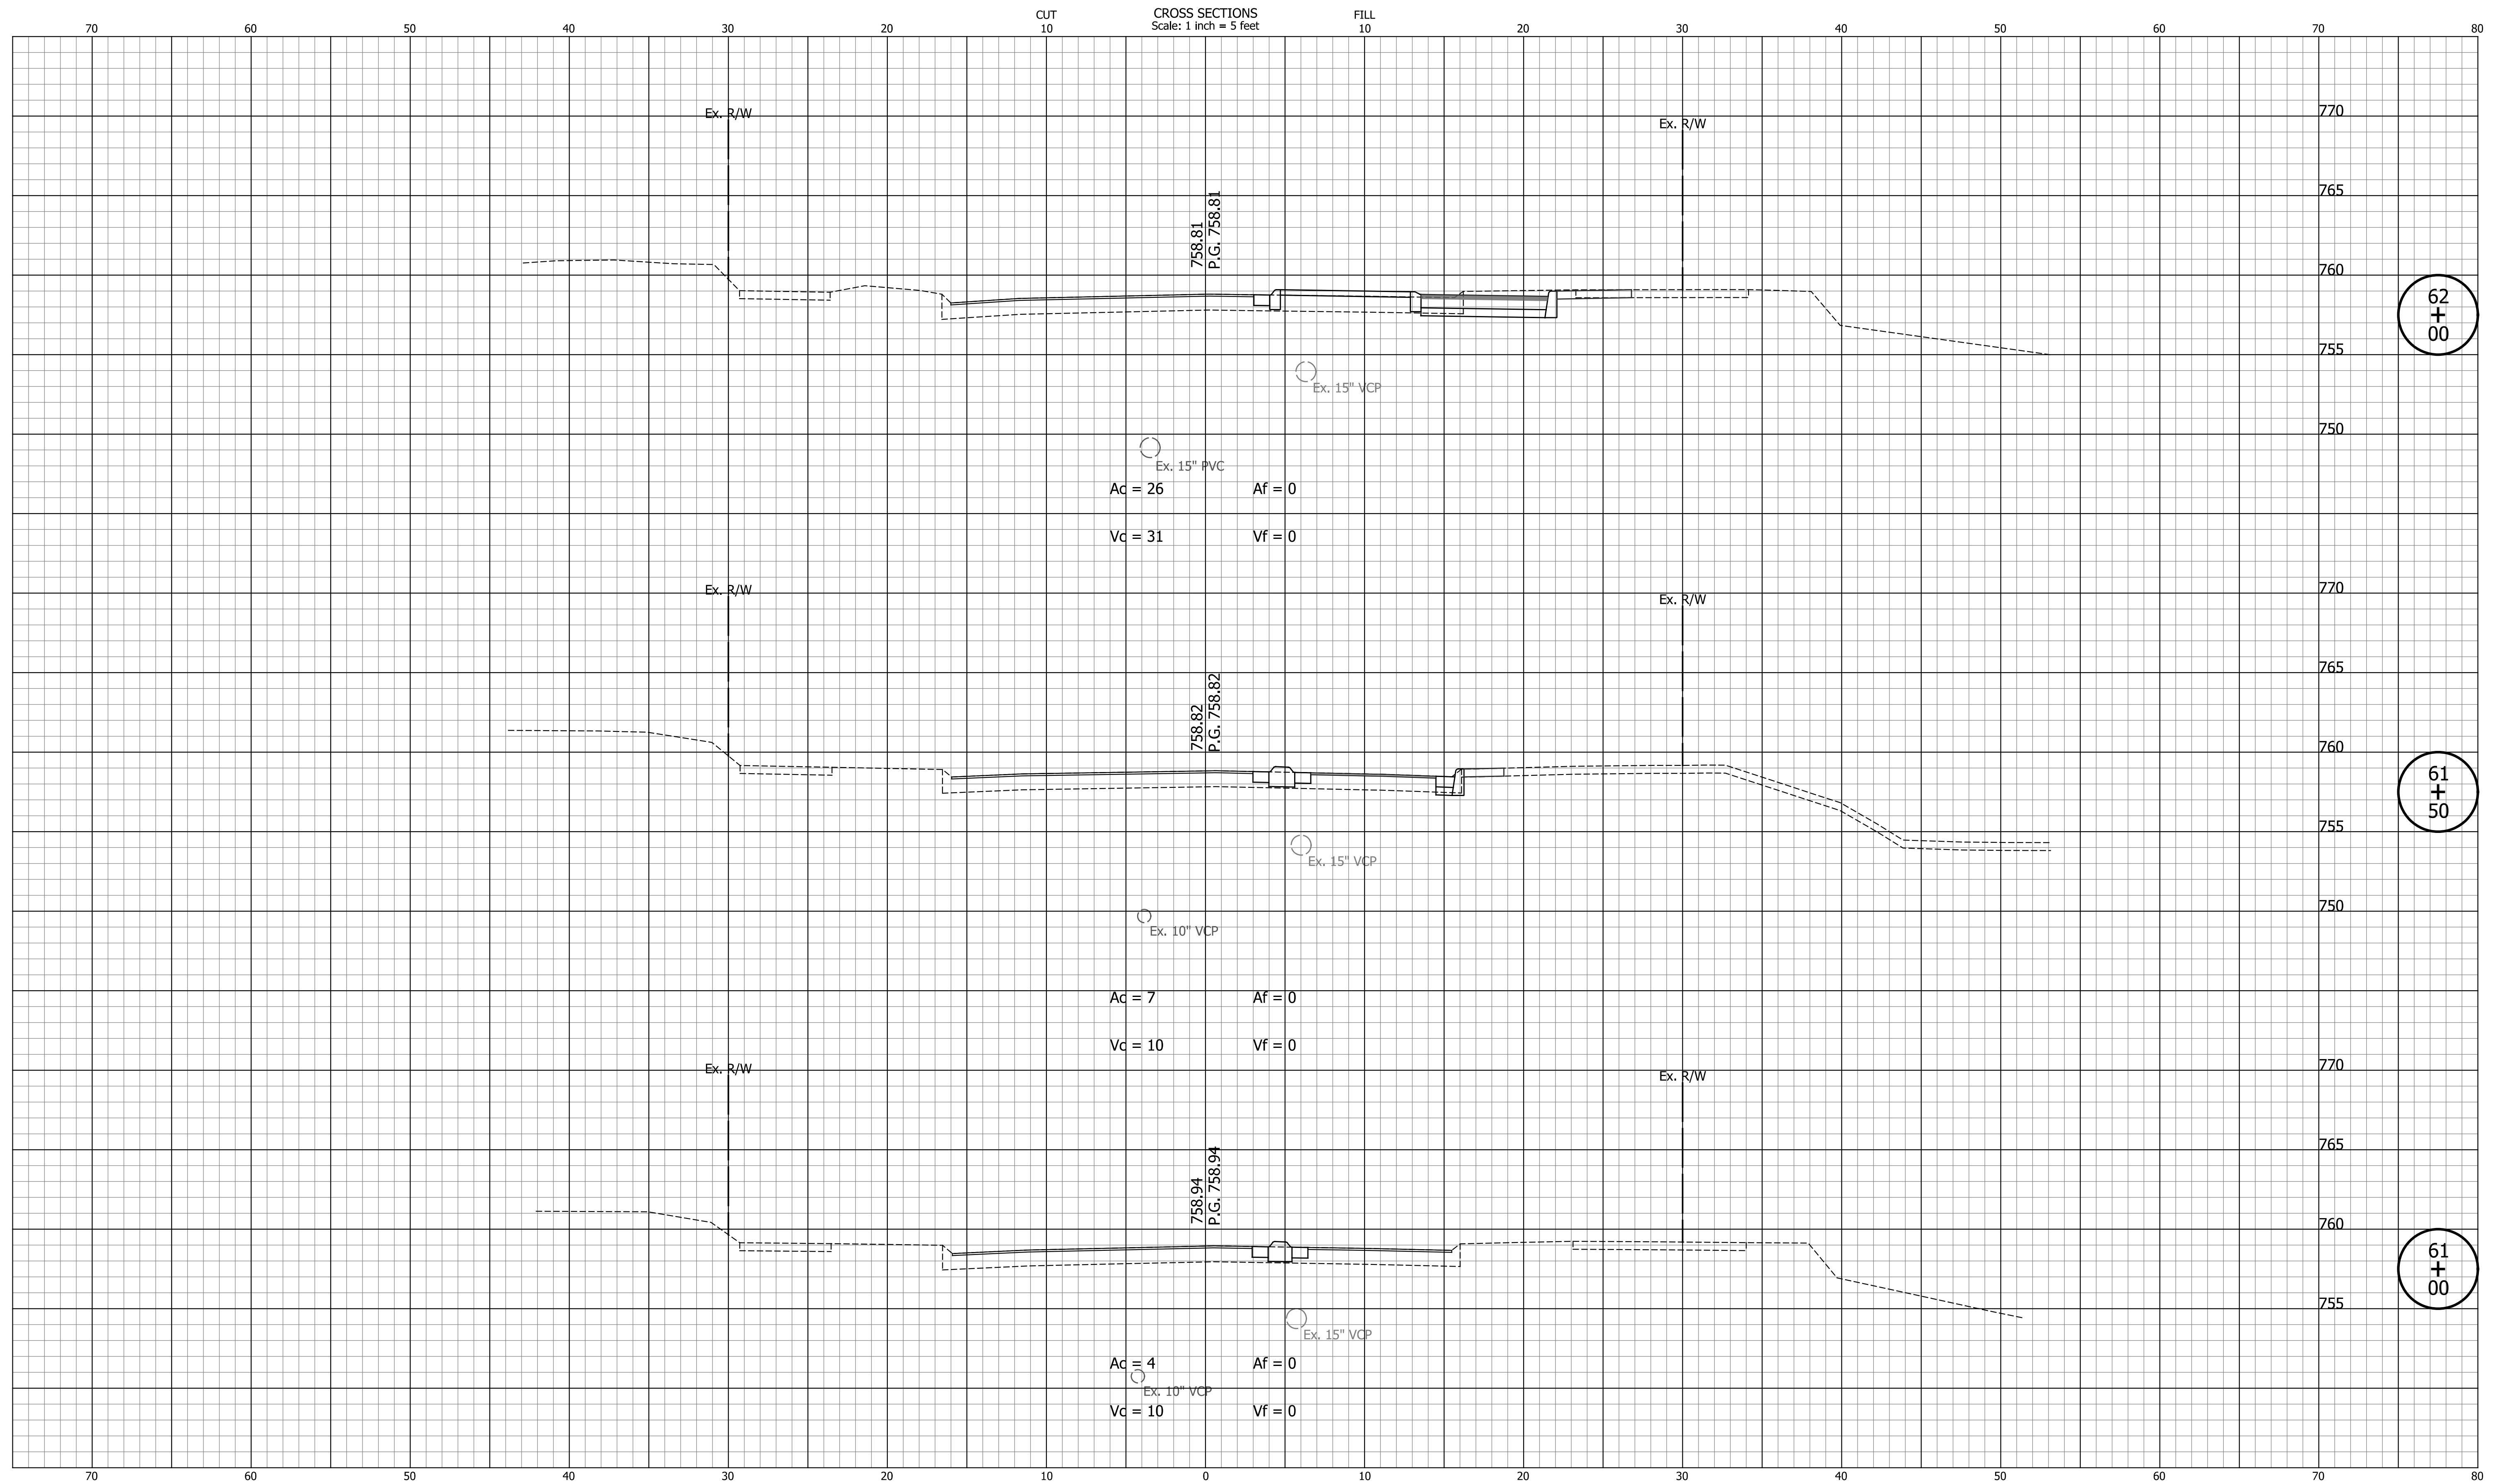 CUT CROSS SECTIONS FILL
Scale: 1 inch = 5 feet
70 60 50 40 30 20 10 10 20 30 40 50 60 70 80
Ex. R/W
Ex. R/W
770
765
760
755
750
758.81
P.G. 758.81
62
+
00
Ex. 15" VCP
Ex. 15" PVC
Ac = 26 Af = 0
Vc = 31 Vf = 0
Ex. R/W
Ex. R/W
770
765
760
755
750
758.82
P.G. 758.82
61
+
50
Ex. 15" VCP
Ex. 10" VCP
Ac = 7 Af = 0
Vc = 10 Vf = 0
Ex. R/W
Ex. R/W
770
765
760
755
758.94
P.G. 758.94
61
+
00
Ex. 15" VCP
Ac = 4 Af = 0
Ex. 10" VCP
Vc = 10 Vf = 0
70 60 50 40 30 20 10 0 10 20 30 40 50 60 70 80